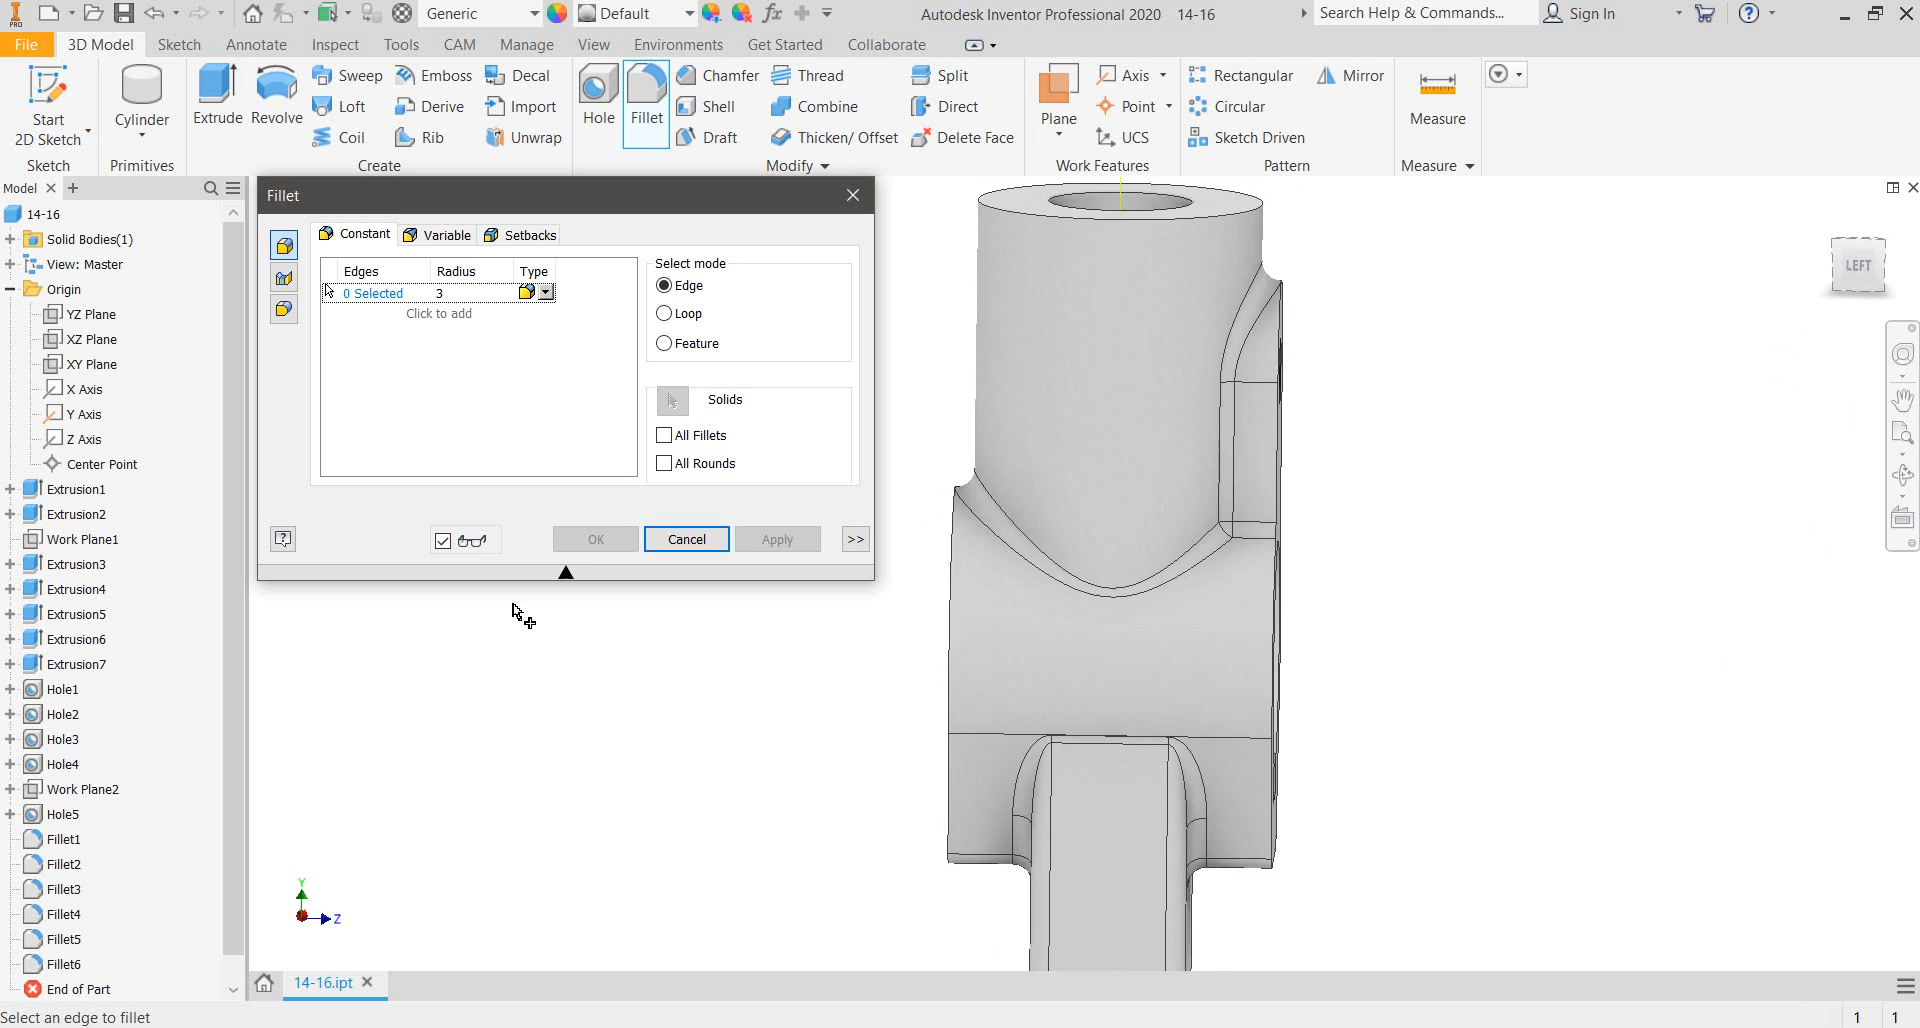 PRO
Generic
Default
Autodesk Inventor Professional 2020 14-16
Search Help & Commands...
Sign In
File
3D Model
Sketch
Annotate
Inspect
Tools
CAM
Manage
View
Environments
Get Started
Collaborate
Start
2D Sketch
Sketch
Cylinder
Primitives
Extrude
Revolve
Sweep
Loft
Coil
Emboss
Derive
Rib
Decal
Import
Unwrap
Create
Hole
Fillet
Chamfer
Shell
Draft
Thread
Combine
Thicken/ Offset
Split
Direct
Delete Face
Modify
Plane
Axis
Point
UCS
Work Features
Rectangular
Circular
Sketch Driven
Mirror
Pattern
Measure
Measure
Model
14-16
Solid Bodies(1)
View: Master
Origin
YZ Plane
XZ Plane
XY Plane
X Axis
Y Axis
Z Axis
Center Point
Extrusion1
Extrusion2
Work Plane1
Extrusion3
Extrusion4
Extrusion5
Extrusion6
Extrusion7
Hole1
Hole2
Hole3
Hole4
Work Plane2
Hole5
Fillet1
Fillet2
Fillet3
Fillet4
Fillet5
Fillet6
End of Part
Fillet
Constant
Variable
Setbacks
Edges Radius Type
0 Selected 3
Click to add
Select mode
Edge
Loop
Feature
Solids
All Fillets
All Rounds
OK
Cancel
Apply
>>
LEFT
Y
Z
14-16.ipt
Select an edge to fillet
1 1